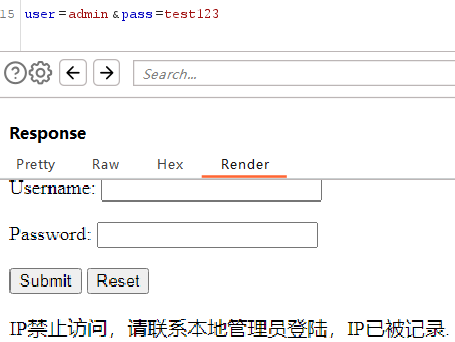 15 user=admin&pass=test123
Search...
Response
Pretty Raw Hex Render
Username:
Password:
Submit Reset
IP禁止访问，请联系本地管理员登陆，IP已被记录.